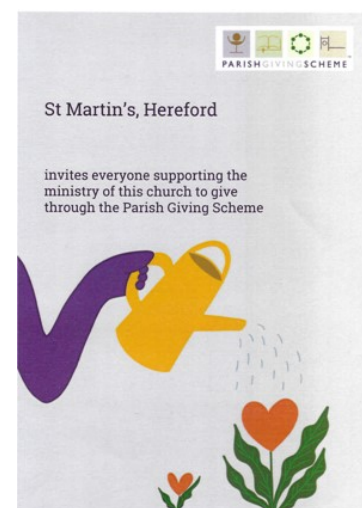 PARISHGIVINGSCHEME
St Martin's, Hereford
invites everyone supporting the
ministry of this church to give
through the Parish Giving Scheme